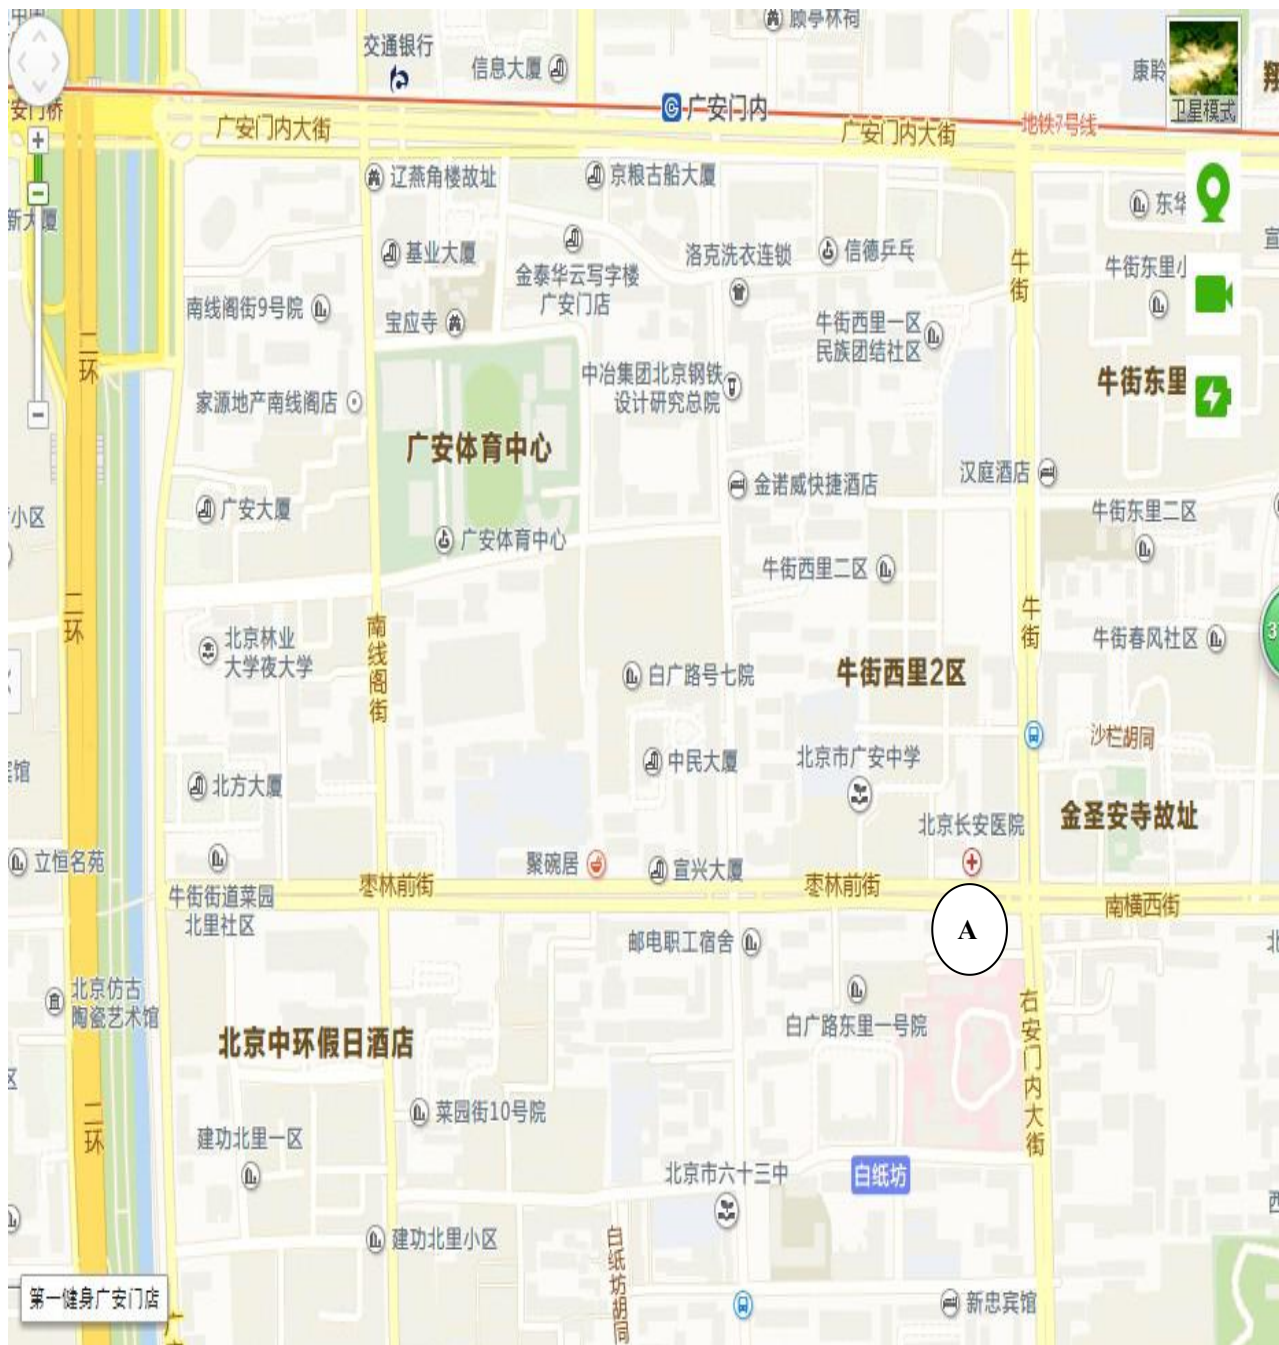 顾亭林祠
交通银行
信息大厦
康聆
翔
卫星模式
安门桥
广安门内
广安门内大街
广安门内大街
地铁7号线
辽燕角楼故址
京粮古船大厦
东华
新大厦
基业大厦
金泰华云写字楼
广安门店
洛克洗衣连锁
信德乒乓
牛街
牛街东里小
宣
南线阁街9号院
宝应寺
牛街西里一区
民族团结社区
二环
中冶集团北京钢铁
设计研究总院
牛街东里
家源地产南线阁店
广安体育中心
汉庭酒店
金诺威快捷酒店
广安大厦
小区
牛街东里二区
广安体育中心
牛街西里二区
二环
南线阁街
牛街
北京林业
大学夜大学
牛街春风社区
3
白广路号七院
牛街西里2区
沙栏胡同
中民大厦
北京市广安中学
宾馆
北方大厦
金圣安寺故址
北京长安医院
立恒名苑
聚碗居
宣兴大厦
枣林前街
枣林前街
南横西街
牛街街道菜园
北里社区
A
邮电职工宿舍
北
北京仿古
陶瓷艺术馆
白广路东里一号院
右安门内大街
北京中环假日酒店
区
二环
菜园街10号院
建功北里一区
北京市六十三中
白纸坊
西
建功北里小区
白纸坊胡同
第一健身广安门店
新忠宾馆
广